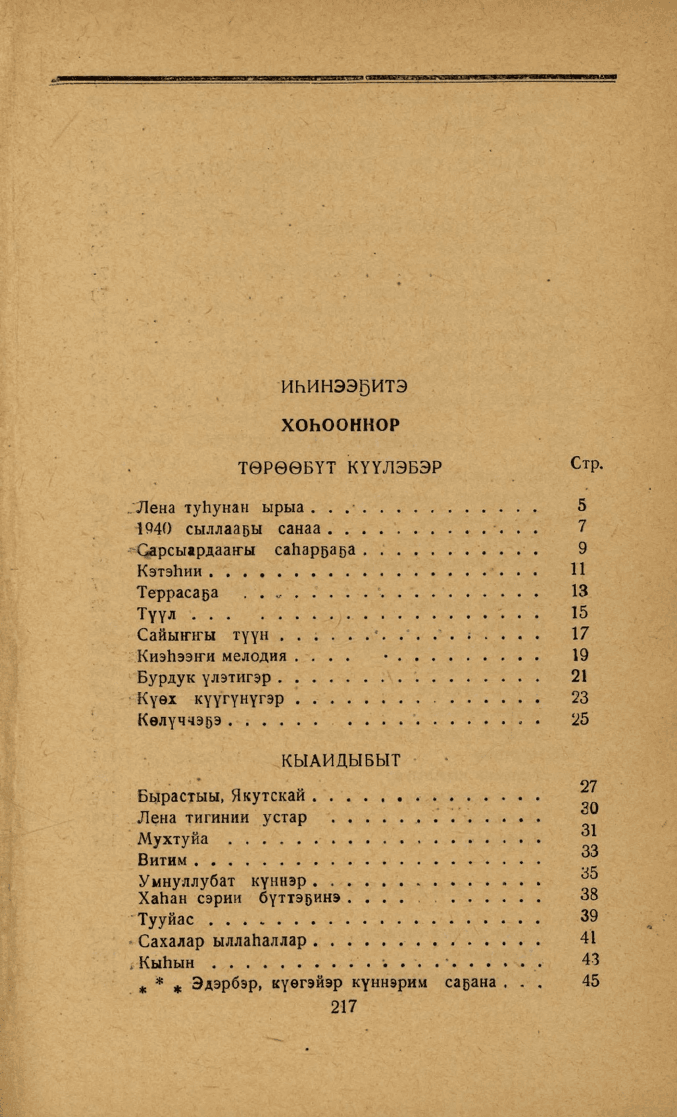 ИҺИНЭЭҔИТЭ
ХОҺООННОР
ТӨРӨӨБҮТ КҮҮЛЭБЭР Стр.
Лена туһунан ырыа . . . . . . . . . . . . . . 5
1940 сыллааҕы санаа . . . . . . . . . . . . . 7
Сарсыардааҥы саһарҕаҕа . . . . . . . . . . . 9
Кэтэһии . . . . . . . . . . . . . . . . . . . . 11
Террасаҕа . . . . . . . . . . . . . . . . . . 13
Түүл . . . . . . . . . . . . . . . . . . . . 15
Сайыҥҥы түүн . . . . . . . . . . . . . . . . 17
Киэһээҥи мелодия . . . . . . . . . . . . . . 19
Бурдук үлэтигэр . . . . . . . . . . . . . . . 21
Күөх күүгүнүгэр . . . . . . . . . . . . . . . 23
Көлүччэҕэ . . . . . . . . . . . . . . . . . . 25
КЫАИДЫБЫТ
Бырастыы, Якутскай . . . . . . . . . . . . . . 27
Лена тигинии устар . . . . . . . . . . . . . 30
Мухтуйа . . . . . . . . . . . . . . . . . . . 31
Витим . . . . . . . . . . . . . . . . . . . . 33
Умнуллубат күннэр . . . . . . . . . . . . . . 35
Хаһан сэрии бүттэҕинэ . . . . . . . . . . . . 38
Тууйас . . . . . . . . . . . . . . . . . . . 39
Сахалар ыллаһаллар . . . . . . . . . . . . . . 41
Кыһын . . . . . . . . . . . . . . . . . . . 43
* * * Эдэрбэр, күөгэйэр күннэрим саҕана . . . 45
217